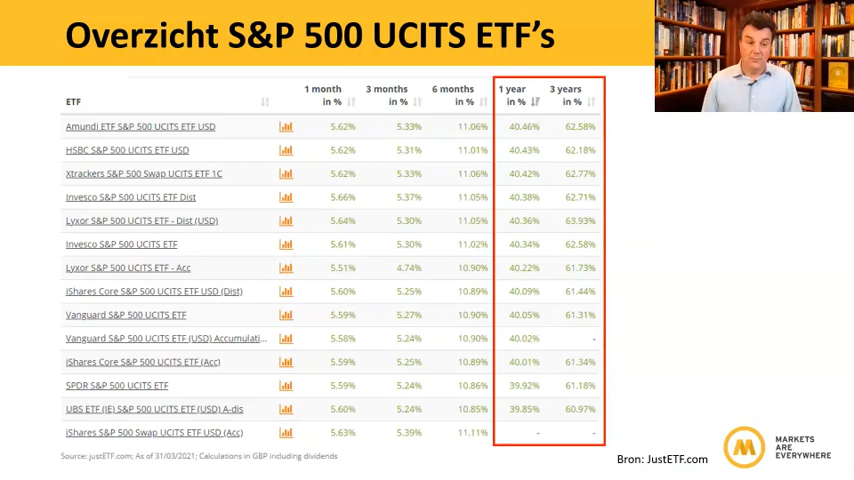 Overzicht S&P 500 UCITS ETF's
ETF 1 month in % 3 months in % 6 months in % 1 year in % 3 years in %
Amundi ETF S&P 500 UCITS ETF USD 5.62% 5.33% 11.06% 40.46% 62.58%
HSBC S&P 500 UCITS ETF USD 5.62% 5.31% 11.01% 40.43% 62.18%
Xtrackers S&P 500 Swap UCITS ETF 1C 5.62% 5.33% 11.06% 40.42% 62.77%
Invesco S&P 500 UCITS ETF Dist 5.66% 5.37% 11.05% 40.38% 62.71%
Lyxor S&P 500 UCITS ETF - Dist (USD) 5.64% 5.30% 11.05% 40.36% 63.93%
Invesco S&P 500 UCITS ETF 5.61% 5.30% 11.02% 40.34% 62.58%
Lyxor S&P 500 UCITS ETF - Acc 5.51% 4.74% 10.90% 40.22% 61.73%
iShares Core S&P 500 UCITS ETF USD (Dist) 5.60% 5.25% 10.89% 40.09% 61.44%
Vanguard S&P 500 UCITS ETF 5.59% 5.27% 10.90% 40.05% 61.31%
Vanguard S&P 500 UCITS ETF (USD) Accumulati... 5.58% 5.24% 10.90% 40.02% -
iShares Core S&P 500 UCITS ETF (Acc) 5.59% 5.25% 10.89% 40.01% 61.34%
SPDR S&P 500 UCITS ETF 5.59% 5.24% 10.86% 39.92% 61.18%
UBS ETF (IE) S&P 500 UCITS ETF (USD) A-dis 5.60% 5.24% 10.85% 39.85% 60.97%
iShares S&P 500 Swap UCITS ETF USD (Acc) 5.63% 5.39% 11.11% - -
Source: justETF.com; As of 31/03/2021; Calculations in GBP including dividends
Bron: JustETF.com
MARKETS
ARE
EVERYWHERE